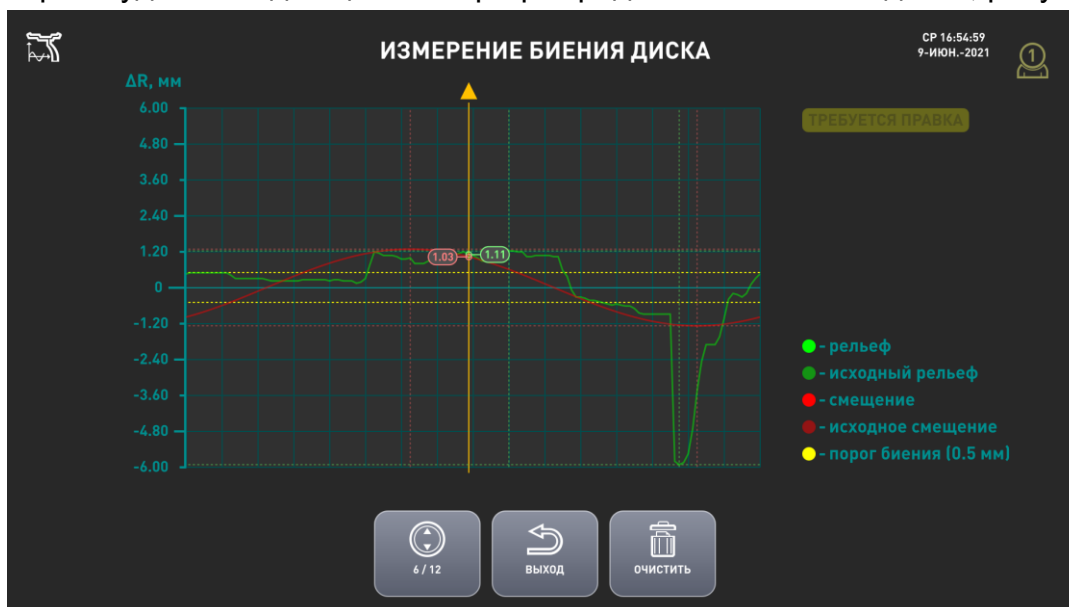 ИЗМЕРЕНИЕ БИЕНИЯ ДИСКА
СР 16:54:59
9-ИЮН.-2021
1
ΔR, мм
6.00
4.80
3.60
2.40
1.20
0
-1.20
-2.40
-3.60
-4.80
-6.00
1.03
1.11
ТРЕБУЕТСЯ ПРАВКА
- рельеф
- исходный рельеф
- смещение
- исходное смещение
- порог биения (0.5 мм)
6 / 12
ВЫХОД
ОЧИСТИТЬ